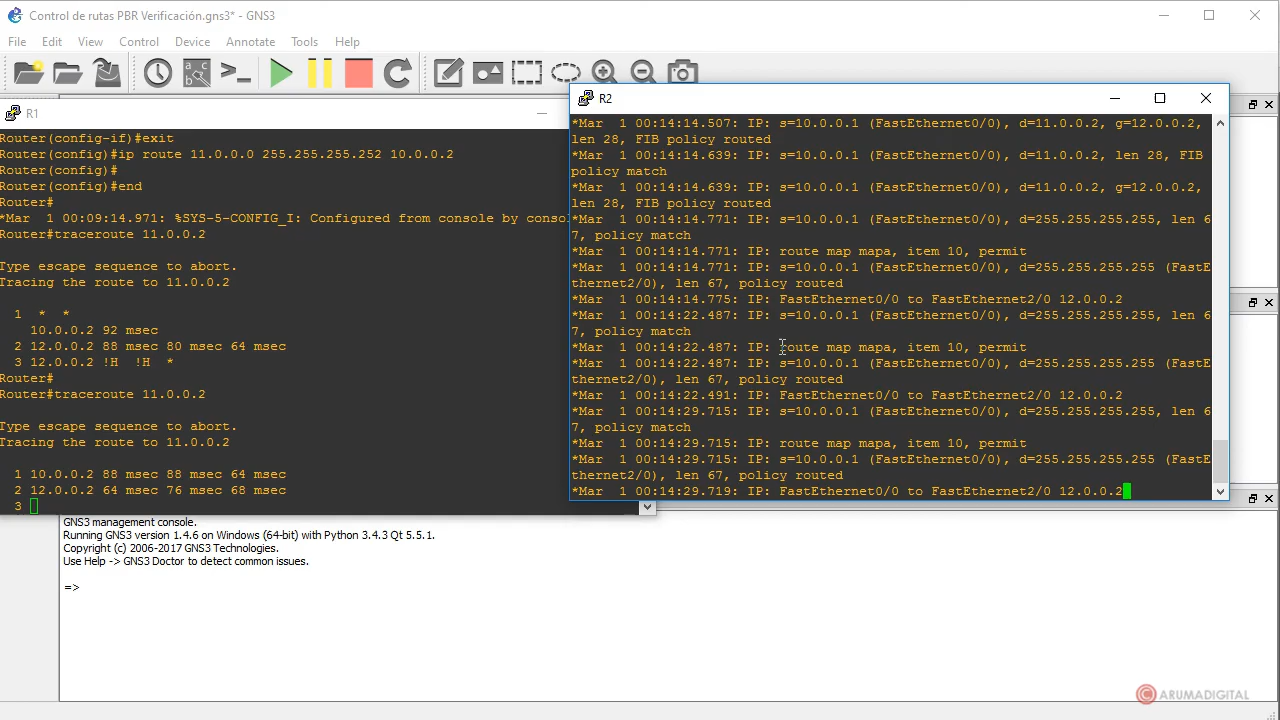 Control de rutas PBR Verificación.gns3* - GNS3
File Edit View Control Device Annotate Tools Help
R1
Router(config-if)#exit
Router(config)#ip route 11.0.0.0 255.255.255.252 10.0.0.2
Router(config)#
Router(config)#end
Router#
*Mar  1 00:09:14.971: %SYS-5-CONFIG_I: Configured from console by conso
Router#traceroute 11.0.0.2
Type escape sequence to abort.
Tracing the route to 11.0.0.2
1  *  *
10.0.0.2 92 msec
2 12.0.0.2 88 msec 80 msec 64 msec
3 12.0.0.2 !H  !H  *
Router#
Router#traceroute 11.0.0.2
Type escape sequence to abort.
Tracing the route to 11.0.0.2
1 10.0.0.2 88 msec 88 msec 64 msec
2 12.0.0.2 64 msec 76 msec 68 msec
3
R2
*Mar  1 00:14:14.507: IP: s=10.0.0.1 (FastEthernet0/0), d=11.0.0.2, g=12.0.0.2,
len 28, FIB policy routed
*Mar  1 00:14:14.639: IP: s=10.0.0.1 (FastEthernet0/0), d=11.0.0.2, len 28, FIB
policy match
*Mar  1 00:14:14.639: IP: s=10.0.0.1 (FastEthernet0/0), d=11.0.0.2, g=12.0.0.2,
len 28, FIB policy routed
*Mar  1 00:14:14.771: IP: s=10.0.0.1 (FastEthernet0/0), d=255.255.255.255, len 6
7, policy match
*Mar  1 00:14:14.771: IP: route map mapa, item 10, permit
*Mar  1 00:14:14.771: IP: s=10.0.0.1 (FastEthernet0/0), d=255.255.255.255 (FastE
thernet2/0), len 67, policy routed
*Mar  1 00:14:14.775: IP: FastEthernet0/0 to FastEthernet2/0 12.0.0.2
*Mar  1 00:14:22.487: IP: s=10.0.0.1 (FastEthernet0/0), d=255.255.255.255, len 6
7, policy match
*Mar  1 00:14:22.487: IP: route map mapa, item 10, permit
*Mar  1 00:14:22.487: IP: s=10.0.0.1 (FastEthernet0/0), d=255.255.255.255 (FastE
thernet2/0), len 67, policy routed
*Mar  1 00:14:22.491: IP: FastEthernet0/0 to FastEthernet2/0 12.0.0.2
*Mar  1 00:14:29.715: IP: s=10.0.0.1 (FastEthernet0/0), d=255.255.255.255, len 6
7, policy match
*Mar  1 00:14:29.715: IP: route map mapa, item 10, permit
*Mar  1 00:14:29.715: IP: s=10.0.0.1 (FastEthernet0/0), d=255.255.255.255 (FastE
thernet2/0), len 67, policy routed
*Mar  1 00:14:29.719: IP: FastEthernet0/0 to FastEthernet2/0 12.0.0.2
GNS3 management console.
Running GNS3 version 1.4.6 on Windows (64-bit) with Python 3.4.3 Qt 5.5.1.
Copyright (c) 2006-2017 GNS3 Technologies.
Use Help -> GNS3 Doctor to detect common issues.
=>
© ARUMADIGITAL